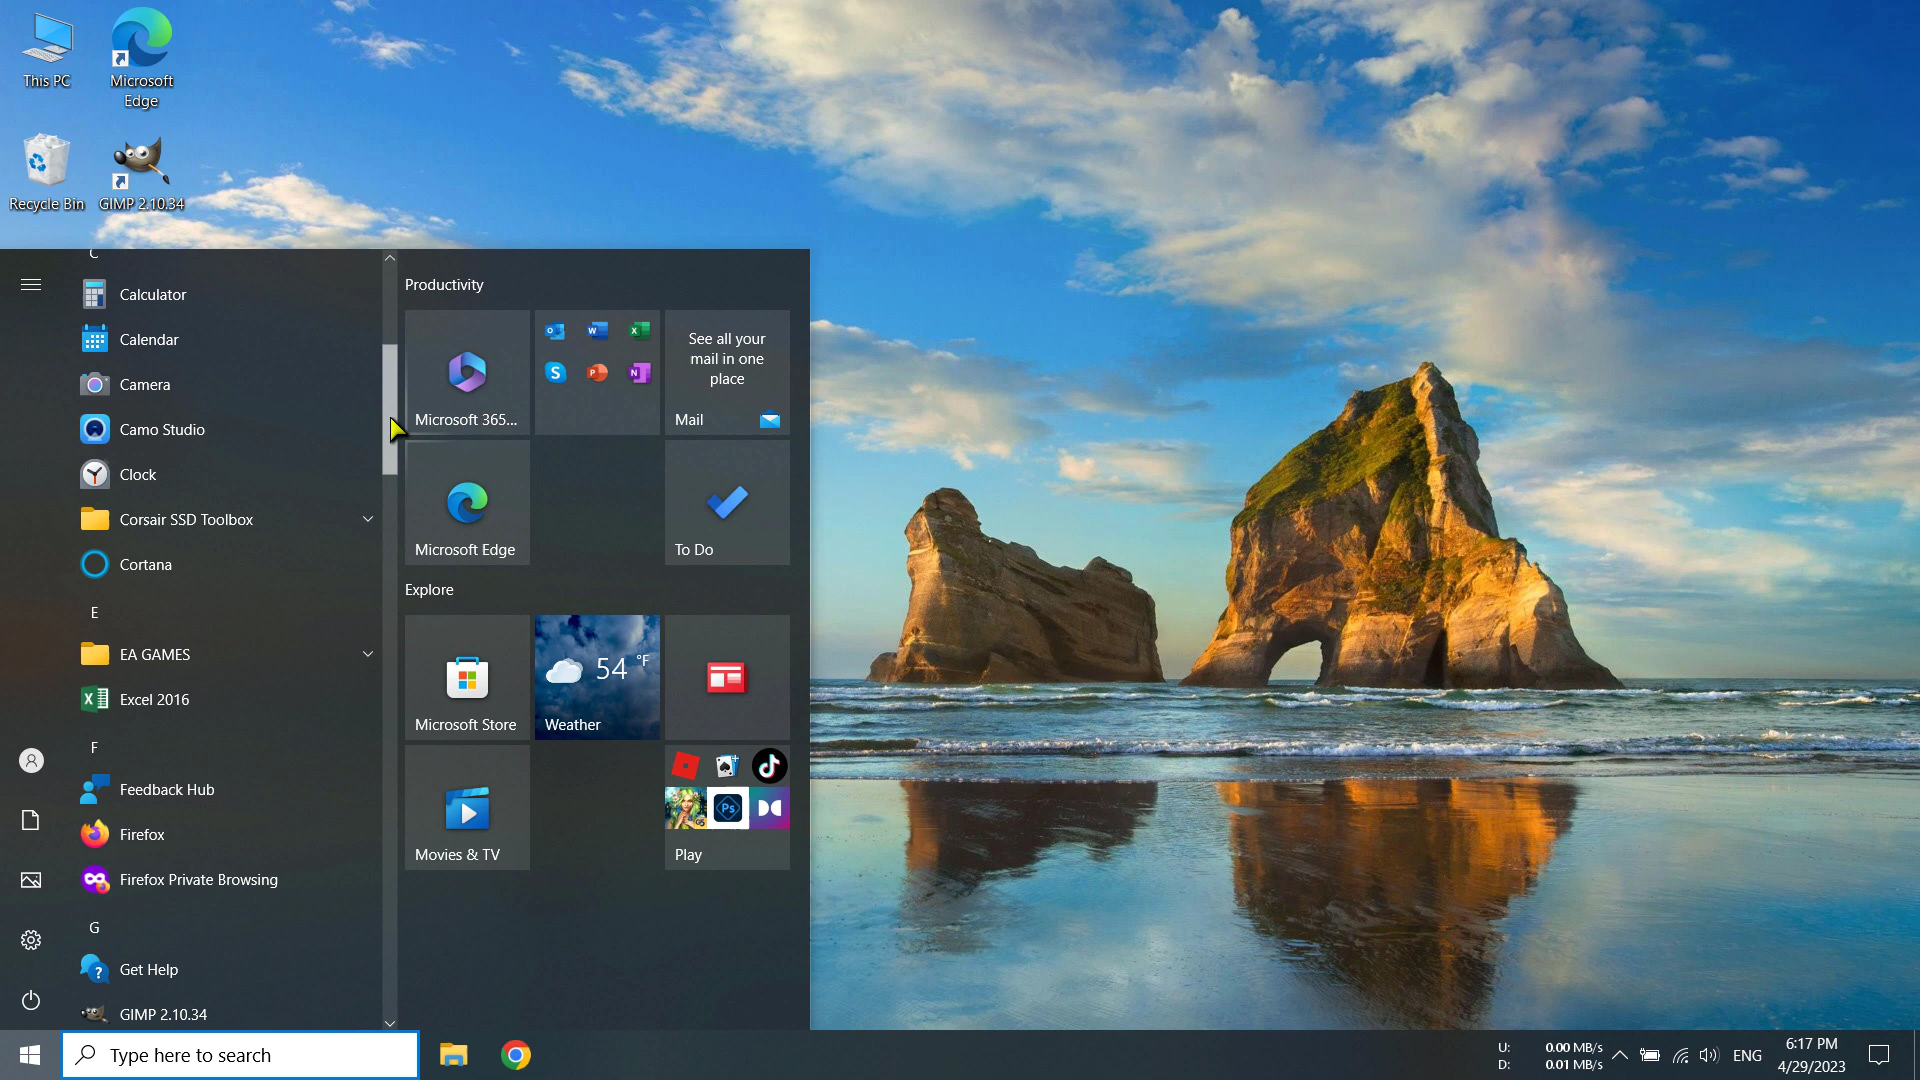 This PC
Microsoft
Edge
Recycle Bin
GIMP 2.10.34
C
Calculator
Calendar
Camera
Camo Studio
Clock
Corsair SSD Toolbox
Cortana
E
EA GAMES
Excel 2016
F
Feedback Hub
Firefox
Firefox Private Browsing
G
Get Help
GIMP 2.10.34
Productivity
Microsoft 365...
See all your
mail in one
place
Mail
Microsoft Edge
To Do
Explore
Microsoft Store
54 °F
Weather
Movies & TV
Ps
Play
Type here to search
U: 0.00 MB/s
D: 0.01 MB/s
ENG
6:17 PM
4/29/2023